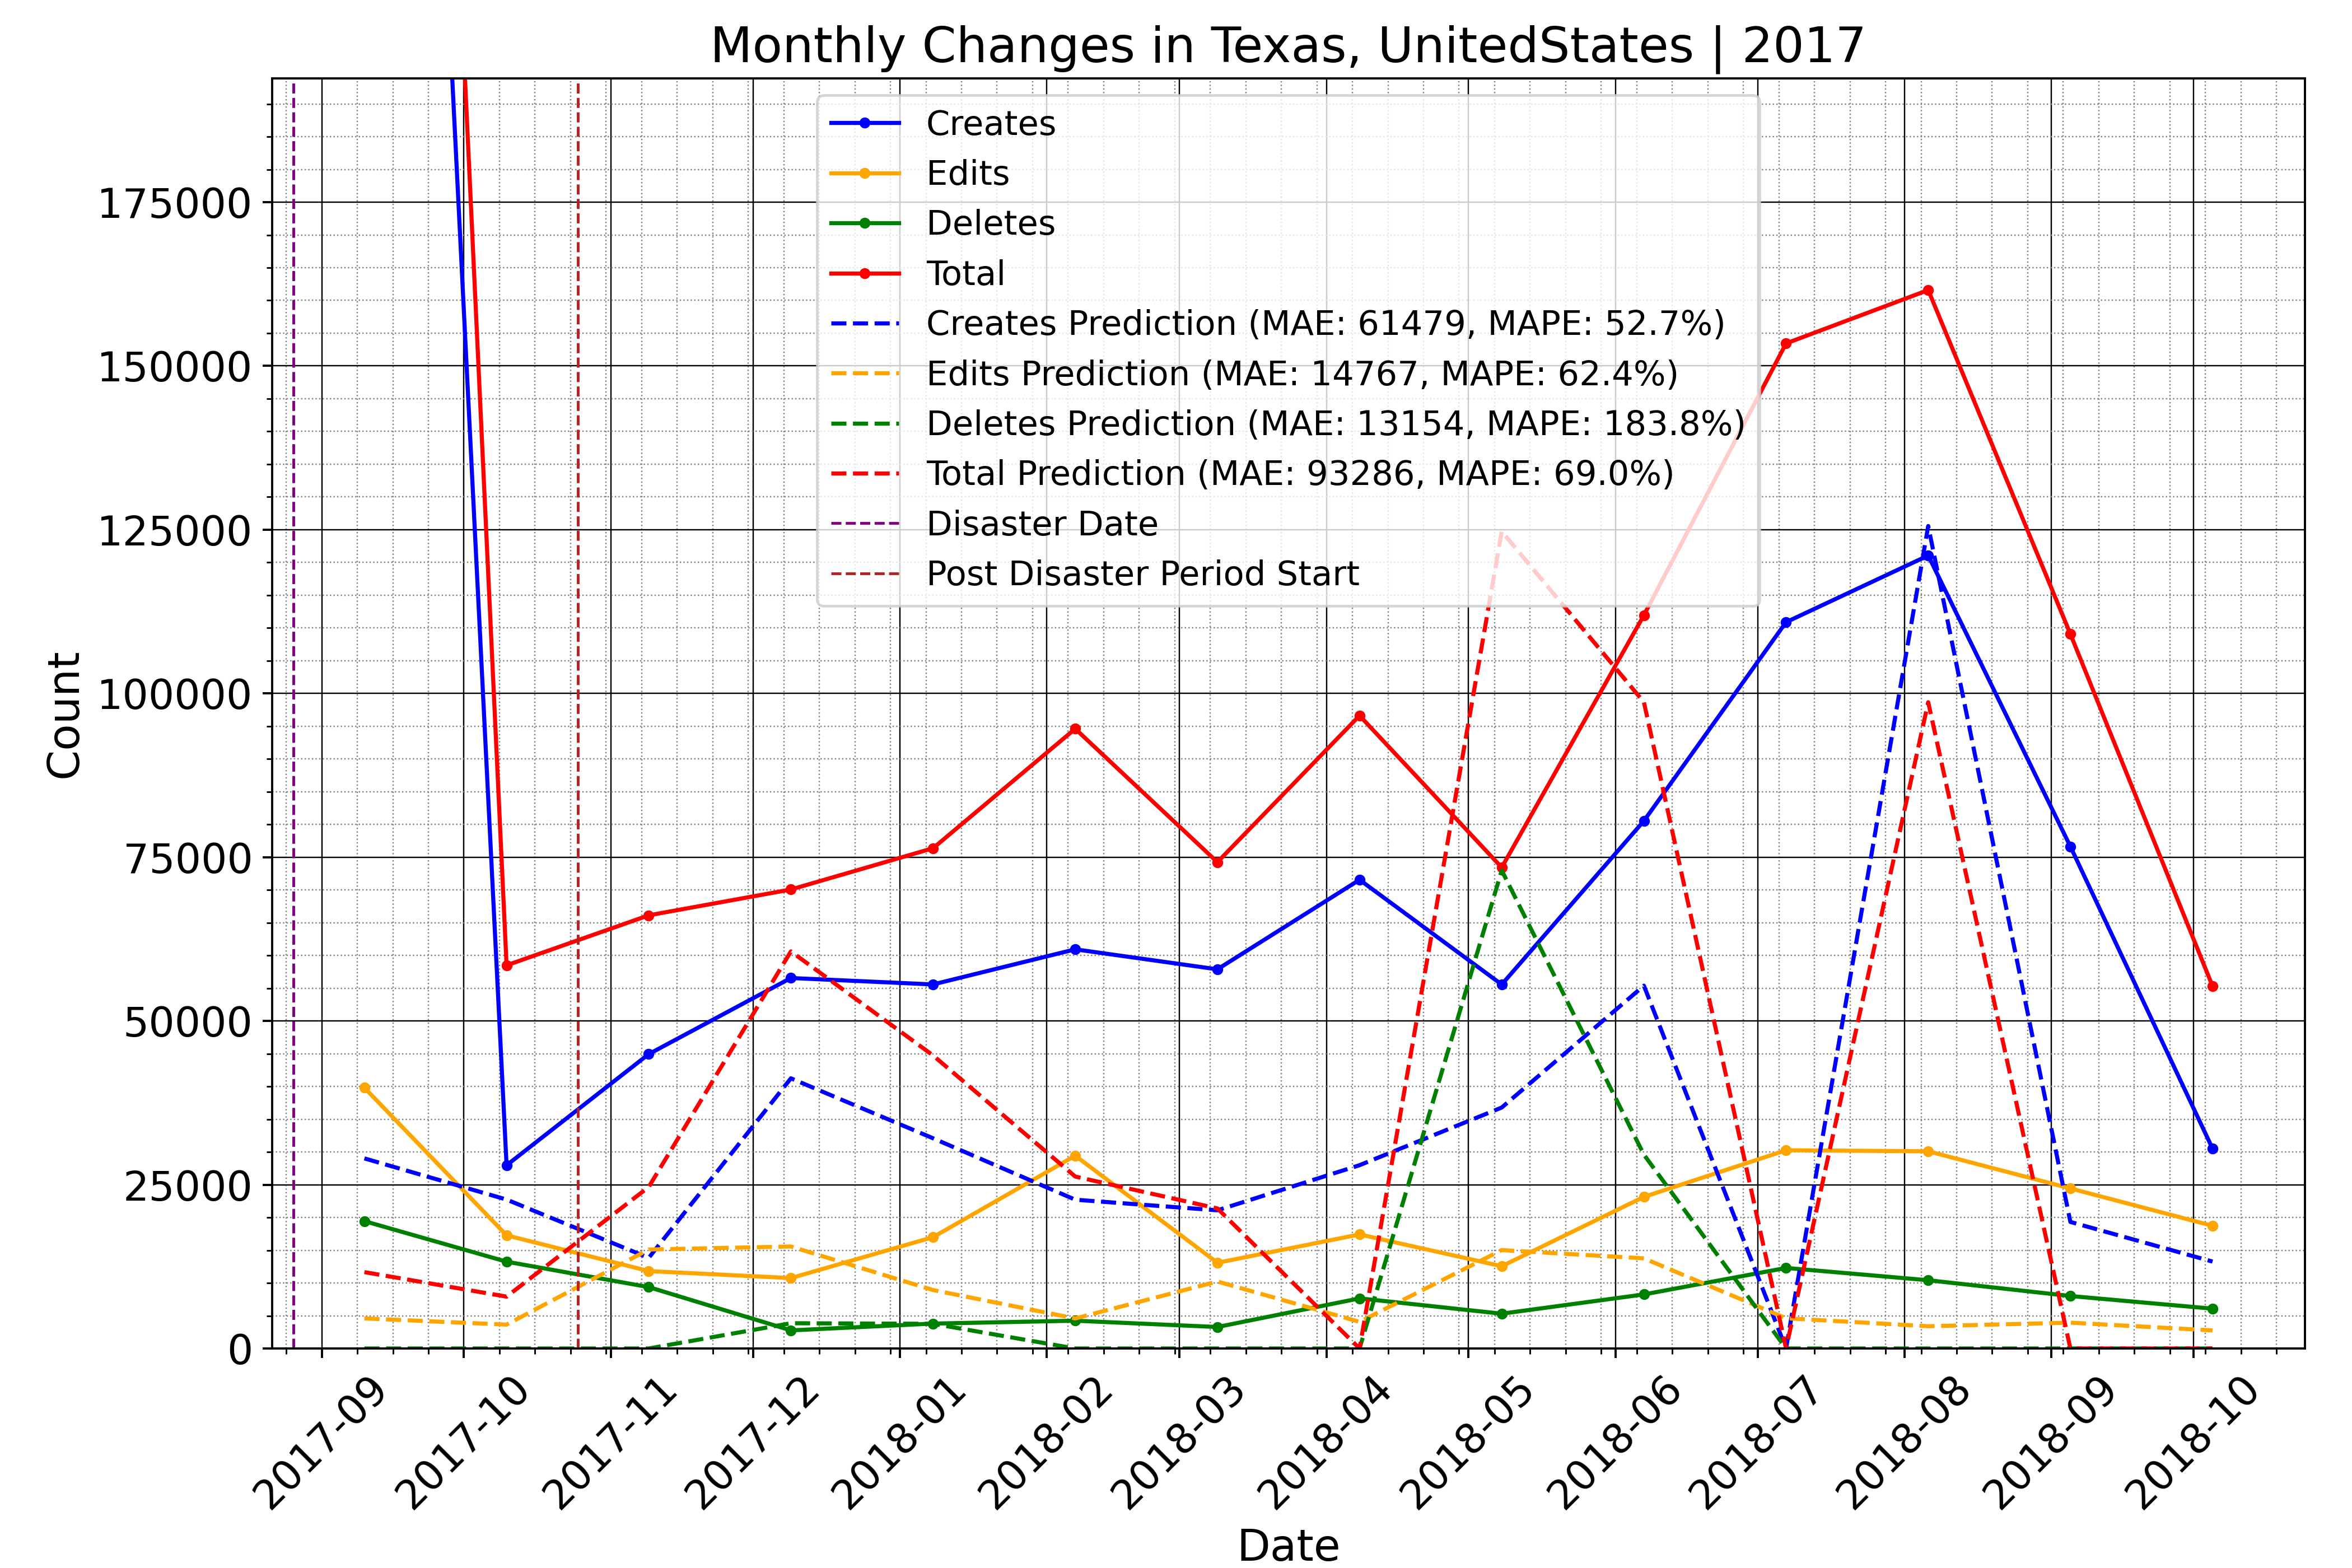 Monthly Changes in Texas, UnitedStates | 2017
Creates
Edits
Deletes
Total
Creates Prediction (MAE: 61479, MAPE: 52.7%)
Edits Prediction (MAE: 14767, MAPE: 62.4%)
Deletes Prediction (MAE: 13154, MAPE: 183.8%)
Total Prediction (MAE: 93286, MAPE: 69.0%)
Disaster Date
Post Disaster Period Start
Count
175000
150000
125000
100000
75000
50000
25000
0
2017-09
2017-10
2017-11
2017-12
2018-01
2018-02
2018-03
2018-04
2018-05
2018-06
2018-07
2018-08
2018-09
2018-10
Date